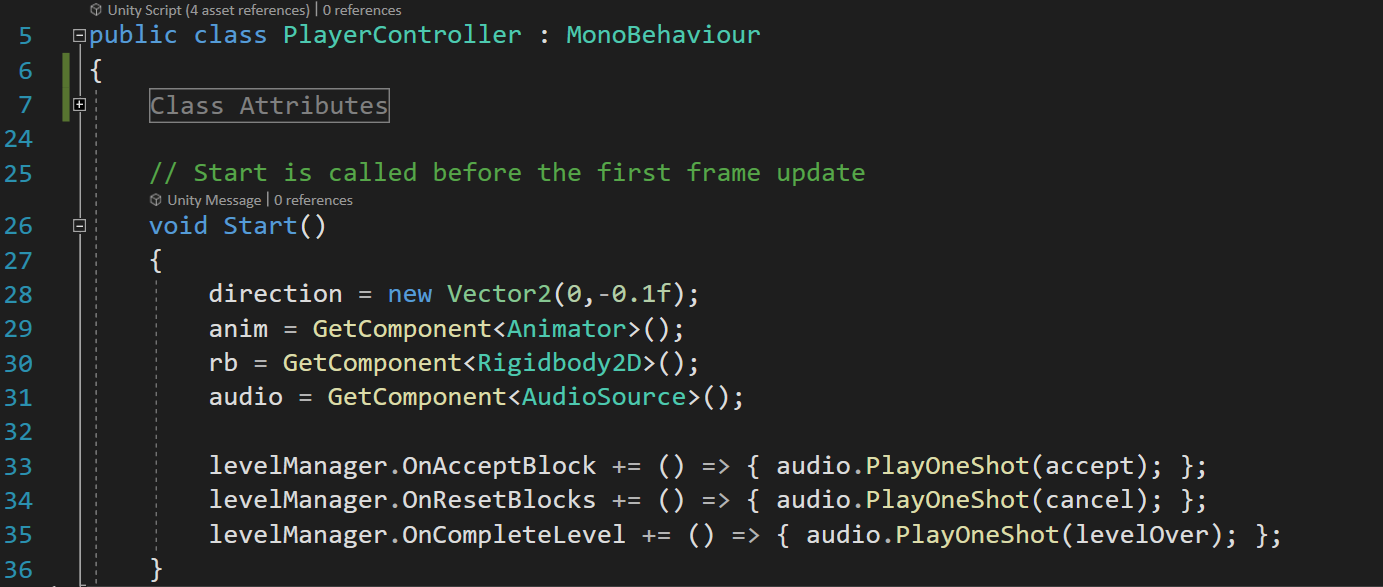 Unity Script (4 asset references) | 0 references
5 public class PlayerController : MonoBehaviour
6 {
7 Class Attributes
24
25 // Start is called before the first frame update
Unity Message | 0 references
26 void Start()
27 {
28 direction = new Vector2(0,-0.1f);
29 anim = GetComponent<Animator>();
30 rb = GetComponent<Rigidbody2D>();
31 audio = GetComponent<AudioSource>();
32
33 levelManager.OnAcceptBlock += () => { audio.PlayOneShot(accept); };
34 levelManager.OnResetBlocks += () => { audio.PlayOneShot(cancel); };
35 levelManager.OnCompleteLevel += () => { audio.PlayOneShot(levelOver); };
36 }